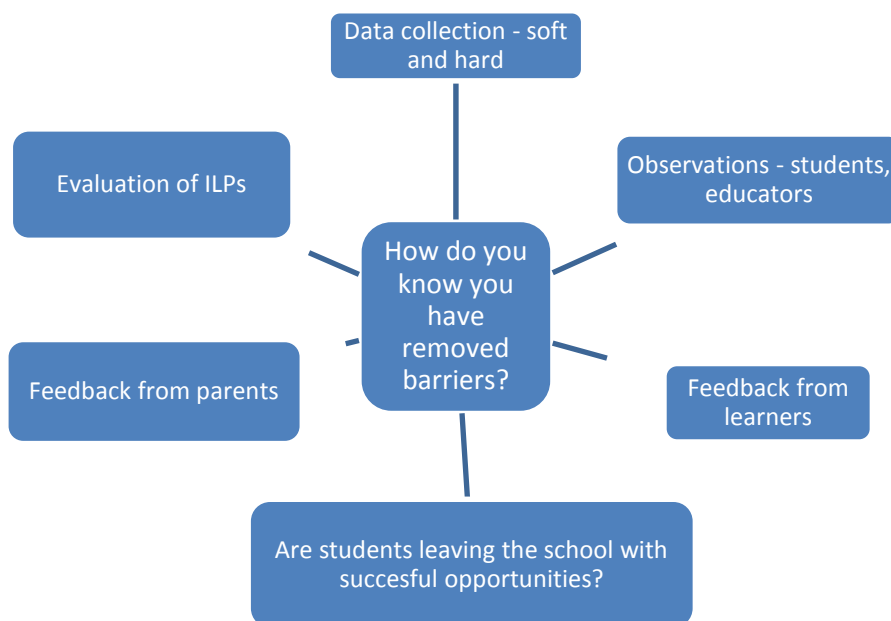 Data collection - soft
and hard
Observations - students,
educators
Evaluation of ILPs
How do you
know you
have
removed
barriers?
Feedback from parents
Feedback from
learners
Are students leaving the school with
succesful opportunities?